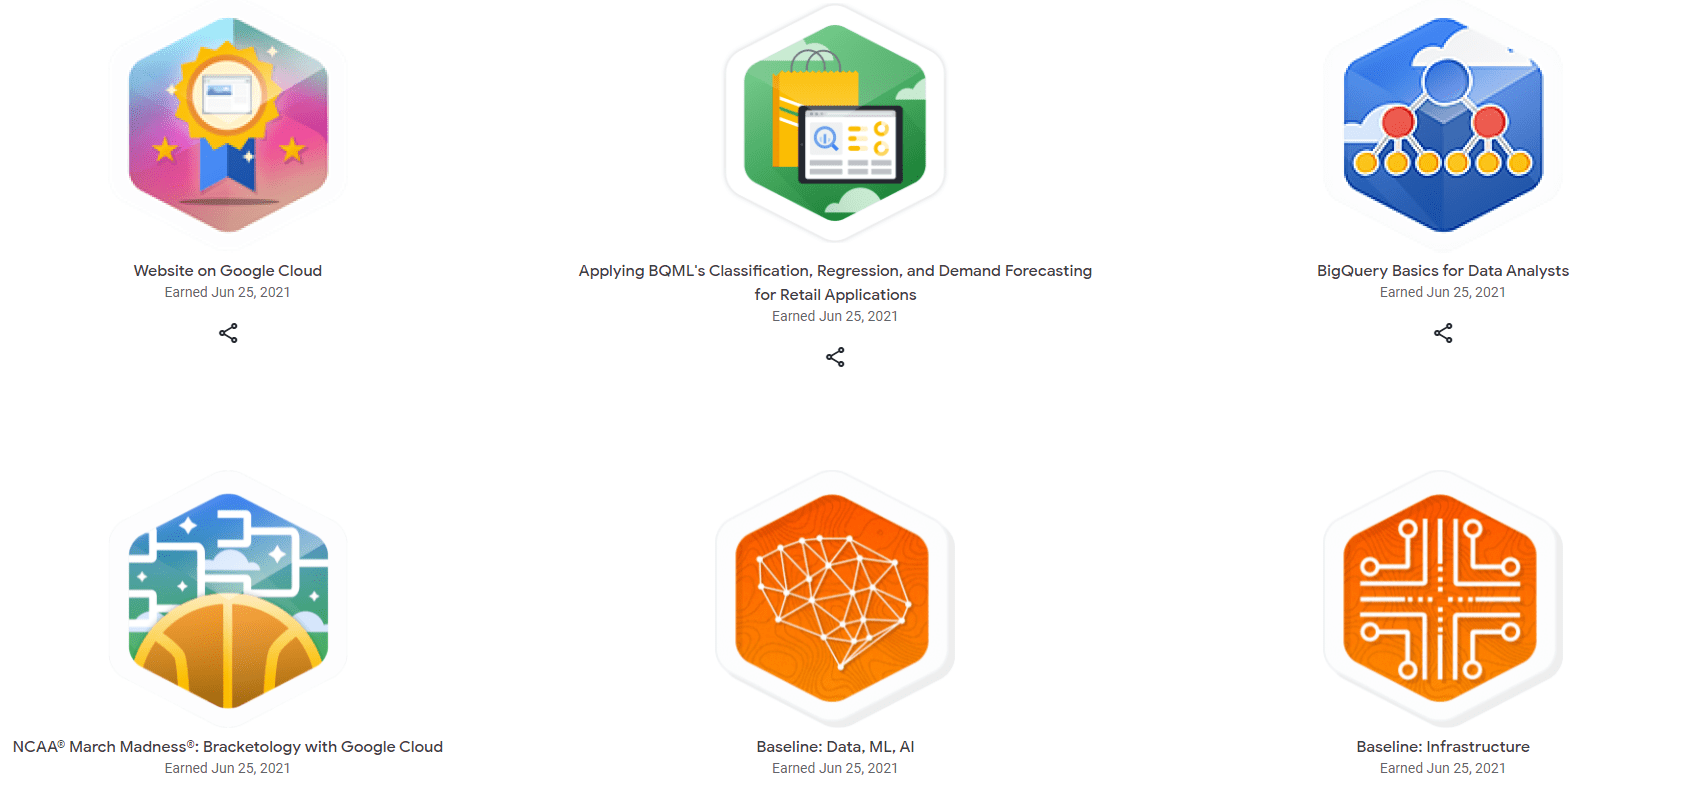 Website on Google Cloud
Earned Jun 25, 2021
Applying BQML's Classification, Regression, and Demand Forecasting
for Retail Applications
Earned Jun 25, 2021
BigQuery Basics for Data Analysts
Earned Jun 25, 2021
NCAA® March Madness®: Bracketology with Google Cloud
Earned Jun 25, 2021
Baseline: Data, ML, AI
Earned Jun 25, 2021
Baseline: Infrastructure
Earned Jun 25, 2021